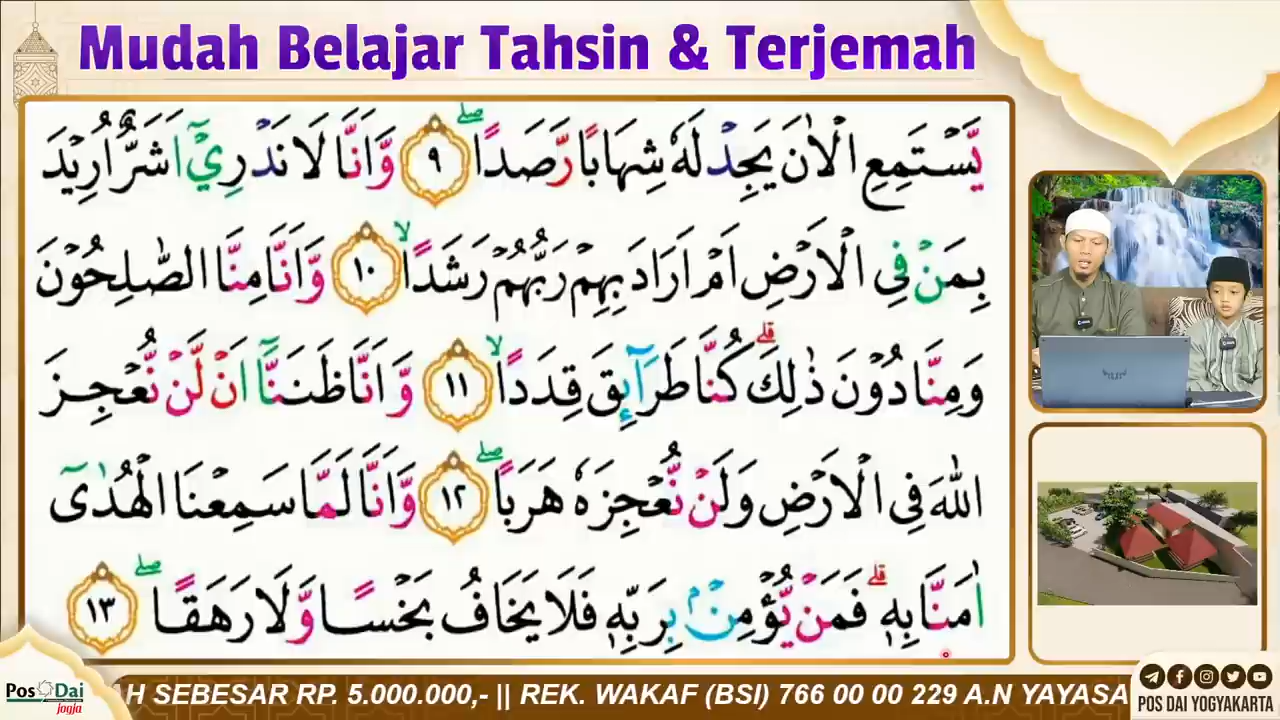 Mudah Belajar Tahsin & Terjemah
يَّسْتَمِعِ الْاٰنَ يَجِدْ لَهٗ شِهَابًا رَّصَدًاۖ ٩ وَّاَنَّا لَا نَدْرِيْٓ اَشَرٌّ اُرِيْدَ
بِمَنْ فِى الْاَرْضِ اَمْ اَرَادَ بِهِمْ رَبُّهُمْ رَشَدًاۙ ١٠ وَّاَنَّا مِنَّا الصّٰلِحُوْنَ
وَمِنَّا دُوْنَ ذٰلِكَۗ كُنَّا طَرَاۤىِٕقَ قِدَدًاۙ ١١ وَّاَنَّا ظَنَنَّآ اَنْ لَّنْ نُّعْجِزَ
اللّٰهَ فِى الْاَرْضِ وَلَنْ نُّعْجِزَهٗ هَرَبًاۖ ١٢ وَّاَنَّا لَمَّا سَمِعْنَا الْهُدٰىٓ
اٰمَنَّا بِهٖۗ فَمَنْ يُّؤْمِنْۢ بِرَبِّهٖ فَلَا يَخَافُ بَخْسًا وَّلَا رَهَقًاۖ ١٣
Pos Dai
jogja
AH SEBESAR RP. 5.000.000,- || REK. WAKAF (BSI) 766 00 00 229 A.N YAYASA
POS DAI YOGYAKARTA